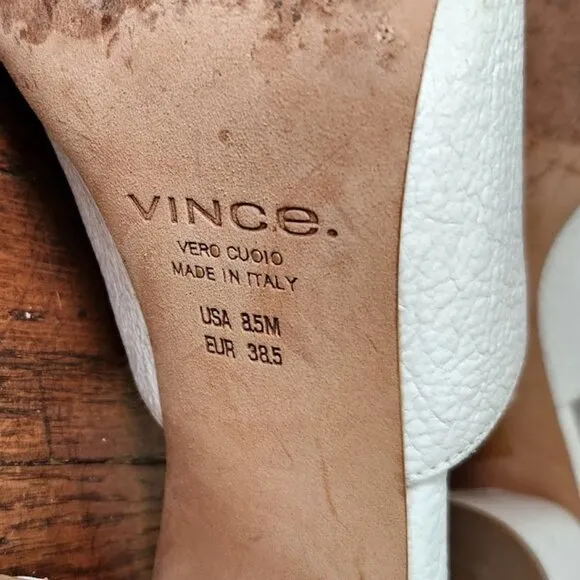 VINCE.
VERO CUOIO
MADE IN ITALY
USA 8.5M
EUR 38.5